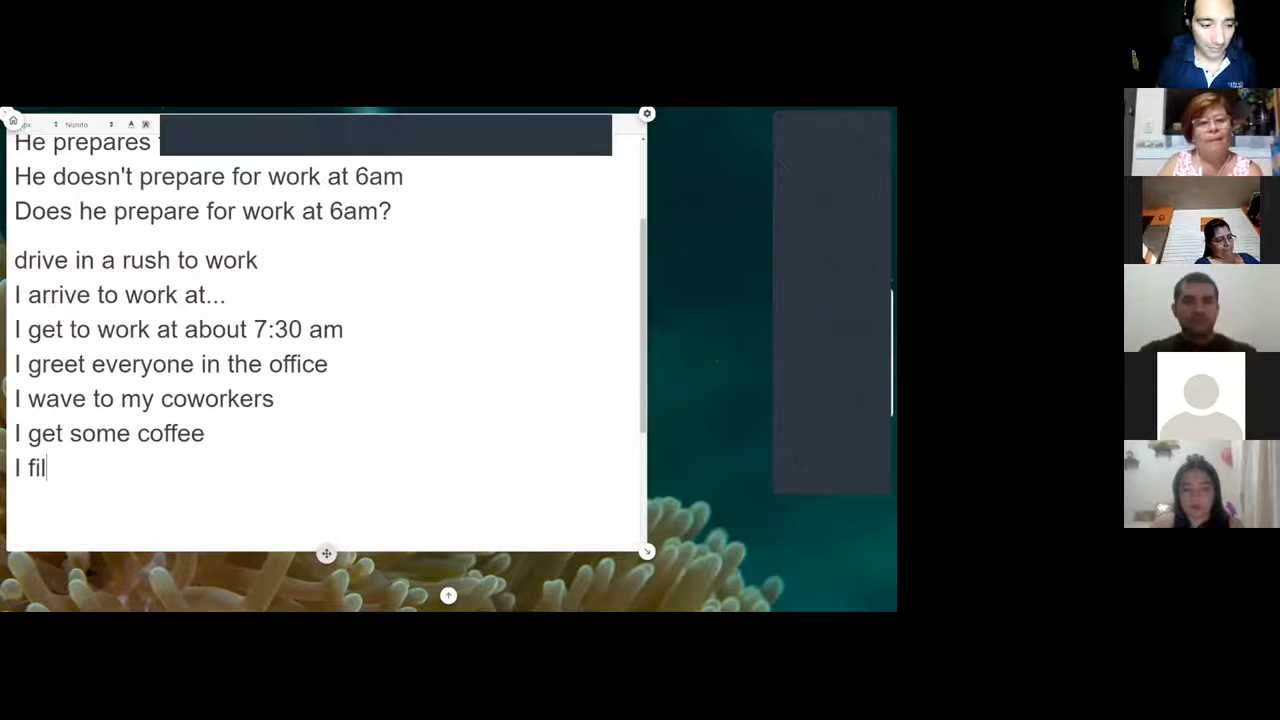 Nunito
He prepares
He doesn't prepare for work at 6am
Does he prepare for work at 6am?
drive in a rush to work
I arrive to work at...
I get to work at about 7:30 am
I greet everyone in the office
I wave to my coworkers
I get some coffee
I fil